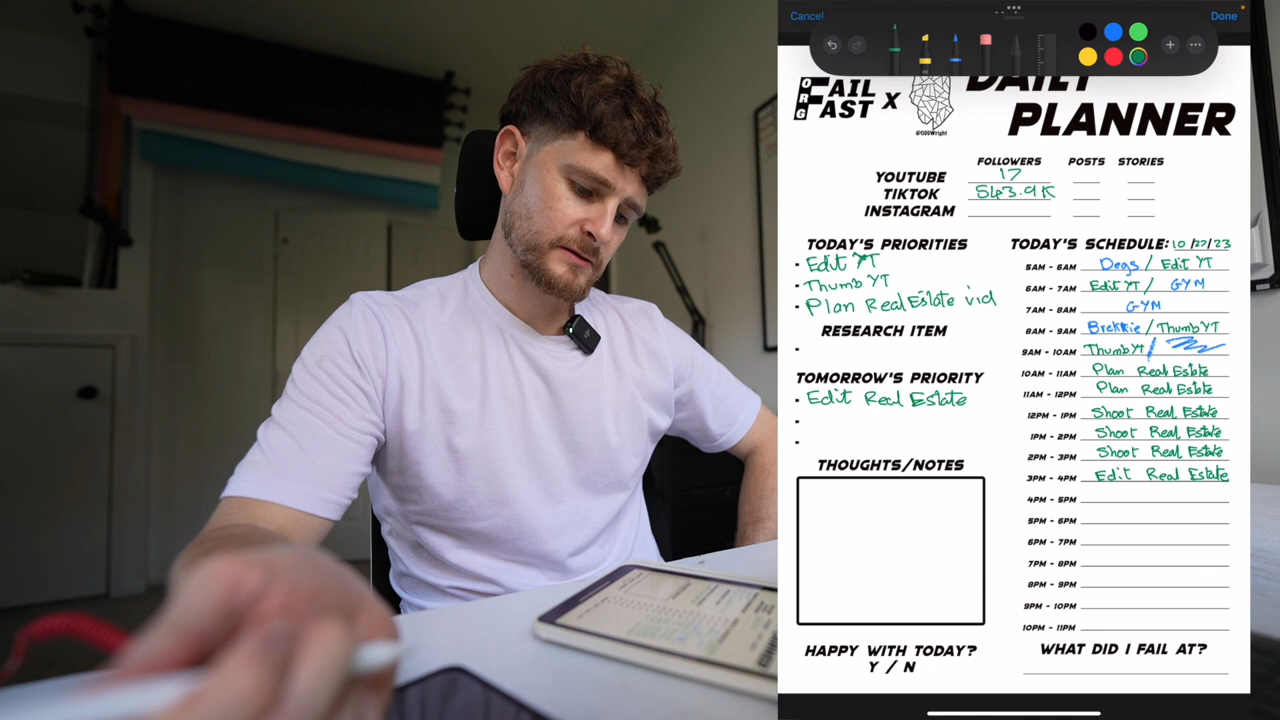 Cancel
Done
FAIL FAST ORG X
@ODDWright
DAILY
PLANNER
FOLLOWERS POSTS STORIES
YOUTUBE 17
TIKTOK 543.9K
INSTAGRAM
TODAY'S PRIORITIES
- Edit YT
- Thumb YT
- Plan Real Estate vid
RESEARCH ITEM
-
TOMORROW'S PRIORITY
- Edit Real Estate
-
-
THOUGHTS/NOTES
HAPPY WITH TODAY?
Y / N
TODAY'S SCHEDULE: 10/27/23
5AM - 6AM Degs / Edit YT
6AM - 7AM Edit YT / GYM
7AM - 8AM GYM
8AM - 9AM Brekkie / Thumb YT
9AM - 10AM Thumb YT /
10AM - 11AM Plan Real Estate
11AM - 12PM Plan Real Estate
12PM - 1PM Shoot Real Estate
1PM - 2PM Shoot Real Estate
2PM - 3PM Shoot Real Estate
3PM - 4PM Edit Real Estate
4PM - 5PM
5PM - 6PM
6PM - 7PM
7PM - 8PM
8PM - 9PM
9PM - 10PM
10PM - 11PM
WHAT DID I FAIL AT?